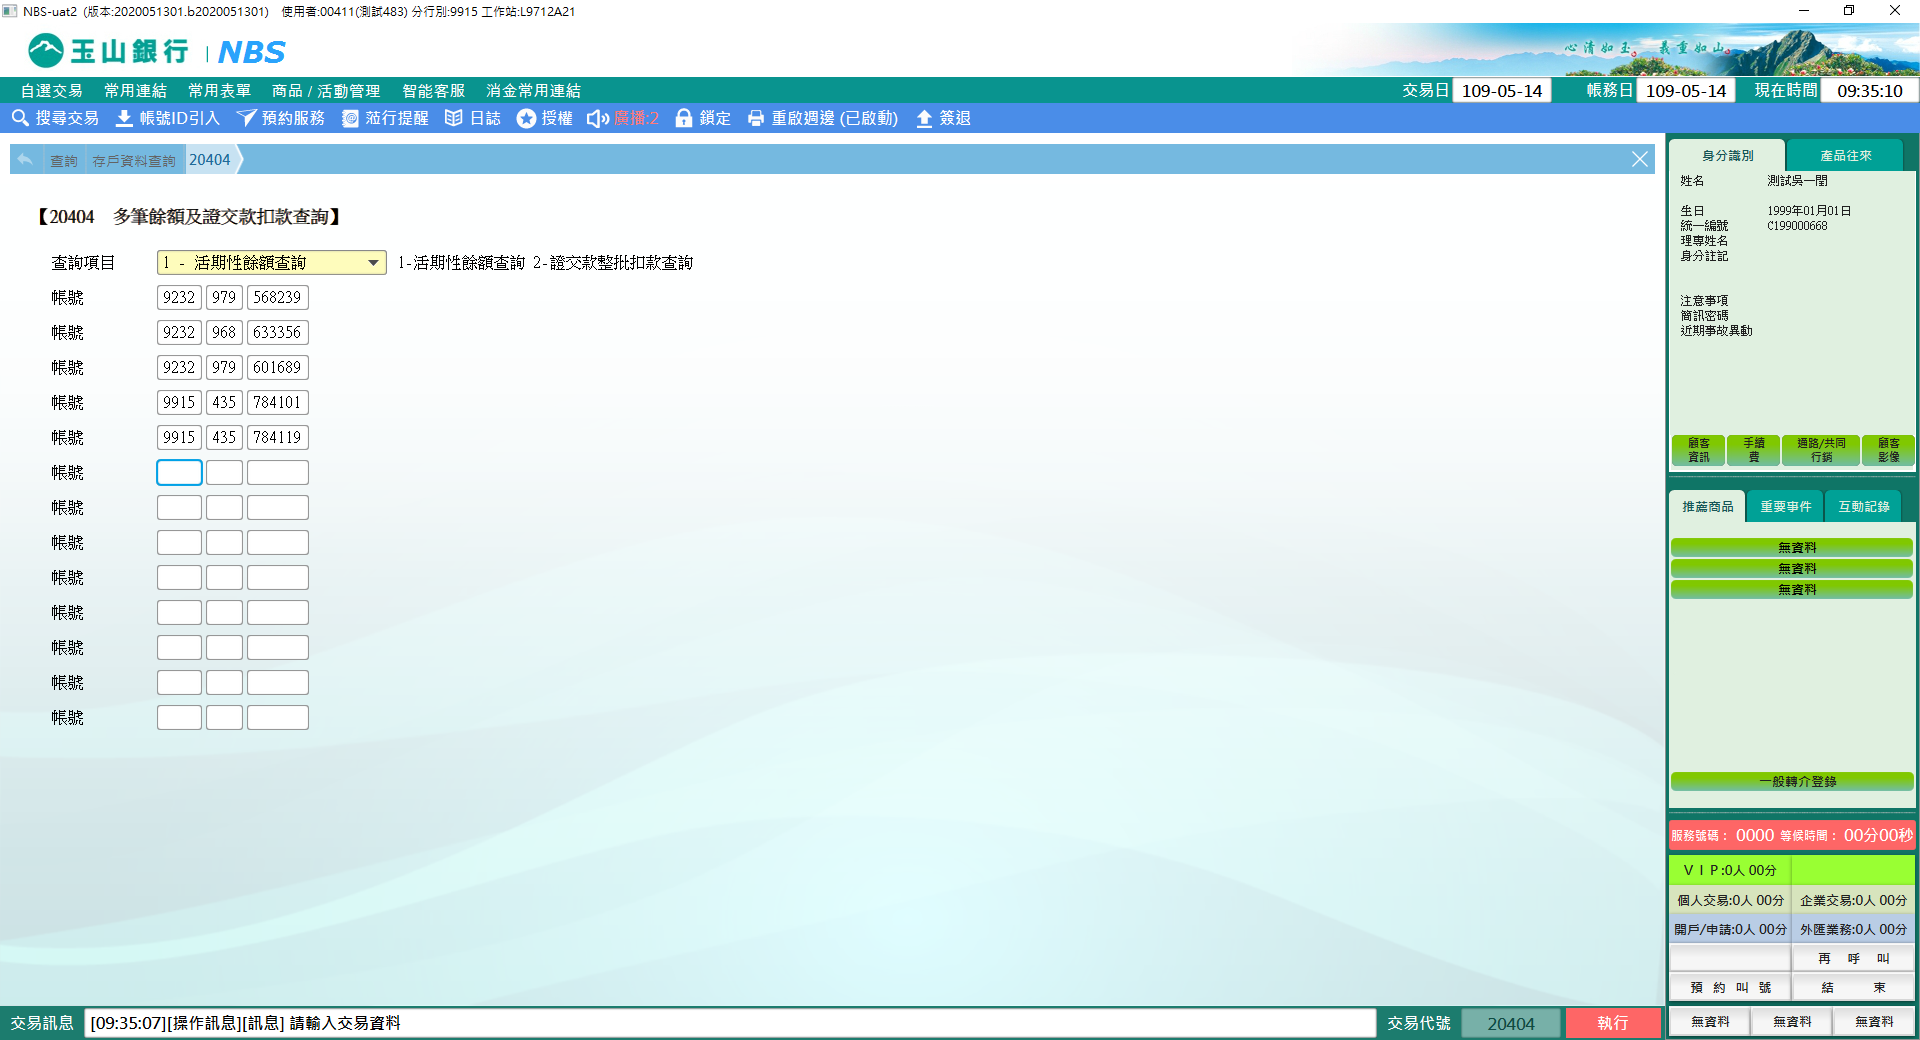 NBS-uat2 (版本:2020051301.b2020051301) 使用者:00411(測試483) 分行別:9915 工作站:L9712A21
玉山銀行 | NBS
心清如玉。義重如山。
自選交易 常用連結 常用表單 商品 / 活動管理 智能客服 消金常用連結 交易日 109-05-14 帳務日 109-05-14 現在時間 09:35:10
搜尋交易 帳號ID引入 預約服務 蒞行提醒 日誌 授權 廣播:2 鎖定 重啟週邊 (已啟動) 簽退
查詢 存戶資料查詢 20404
【20404 多筆餘額及證交款扣款查詢】
查詢項目 1 - 活期性餘額查詢 1-活期性餘額查詢 2-證交款整批扣款查詢
帳號 9232 979 568239
帳號 9232 968 633356
帳號 9232 979 601689
帳號 9915 435 784101
帳號 9915 435 784119
帳號
帳號
帳號
帳號
帳號
帳號
帳號
帳號
身分識別 產品往來
姓名 測試吳一閏
生日 1999年01月01日
統一編號 C199000668
理專姓名
身分註記
注意事項
簡訊密碼
近期事故異動
顧客資訊 手續費 通路/共同行銷 顧客影像
推薦商品 重要事件 互動記錄
無資料
無資料
無資料
一般轉介登錄
服務號碼： 0000 等候時間： 00分00秒
ＶＩＰ:0人 00分
個人交易:0人 00分 企業交易:0人 00分
開戶/申請:0人 00分 外匯業務:0人 00分
再 呼 叫
預 約 叫 號 結 束
無資料 無資料 無資料
交易訊息 [09:35:07][操作訊息][訊息] 請輸入交易資料 交易代號 20404 執行